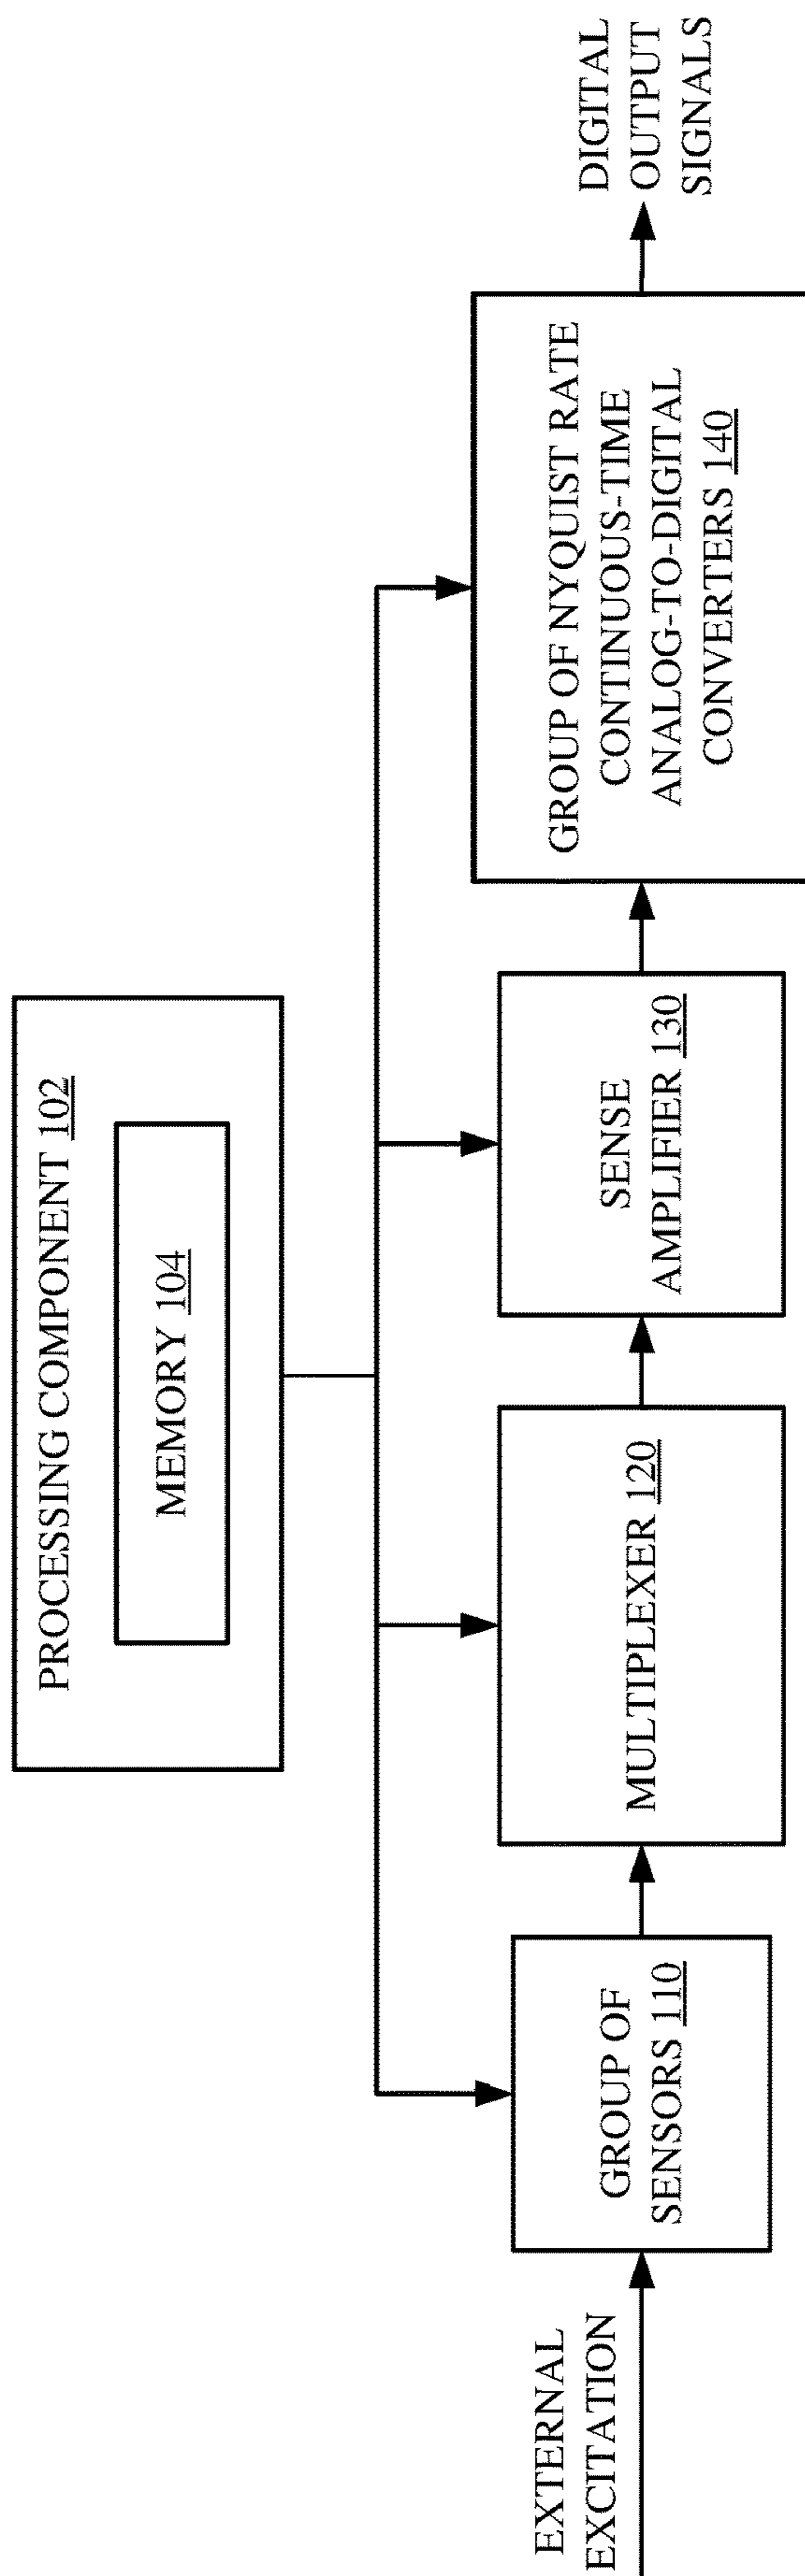 PROCESSING COMPONENT 102
MEMORY 104
EXTERNAL
EXCITATION
GROUP OF
SENSORS 110
MULTIPLEXER 120
SENSE
AMPLIFIER 130
GROUP OF NYQUIST RATE
CONTINUOUS-TIME
ANALOG-TO-DIGITAL
CONVERTERS 140
DIGITAL
OUTPUT
SIGNALS